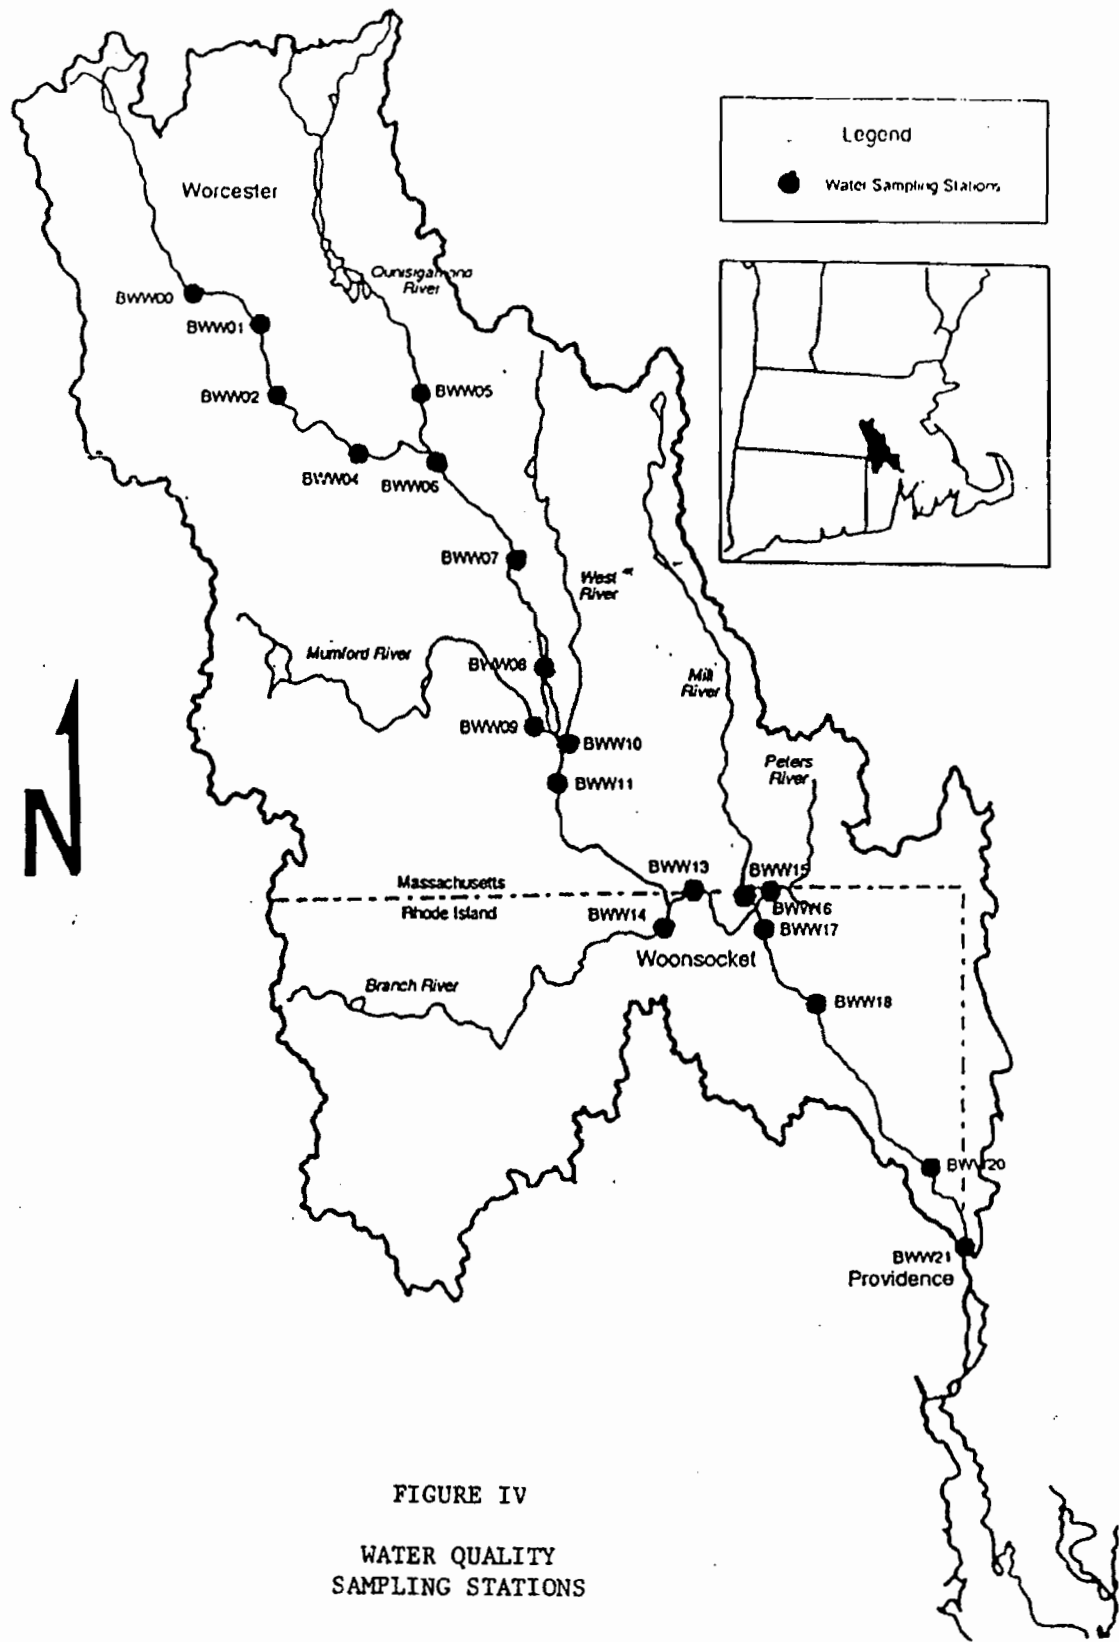 Legend
Water Sampling Stations
Worcester
Quinisigamond
River
BWW00
BWW01
BWW02
BWW05
BWW04
BWW06
BWW07
West
River
Mumford River
BWW08
Mill
River
BWW09
BWW10
Peters
River
BWW11
N
BWW13
BWW15
Massachusetts
Rhode Island
BWW14
BWW16
BWW17
Woonsocket
Branch River
BWW18
BWW20
BWW21
Providence
FIGURE IV
WATER QUALITY
SAMPLING STATIONS